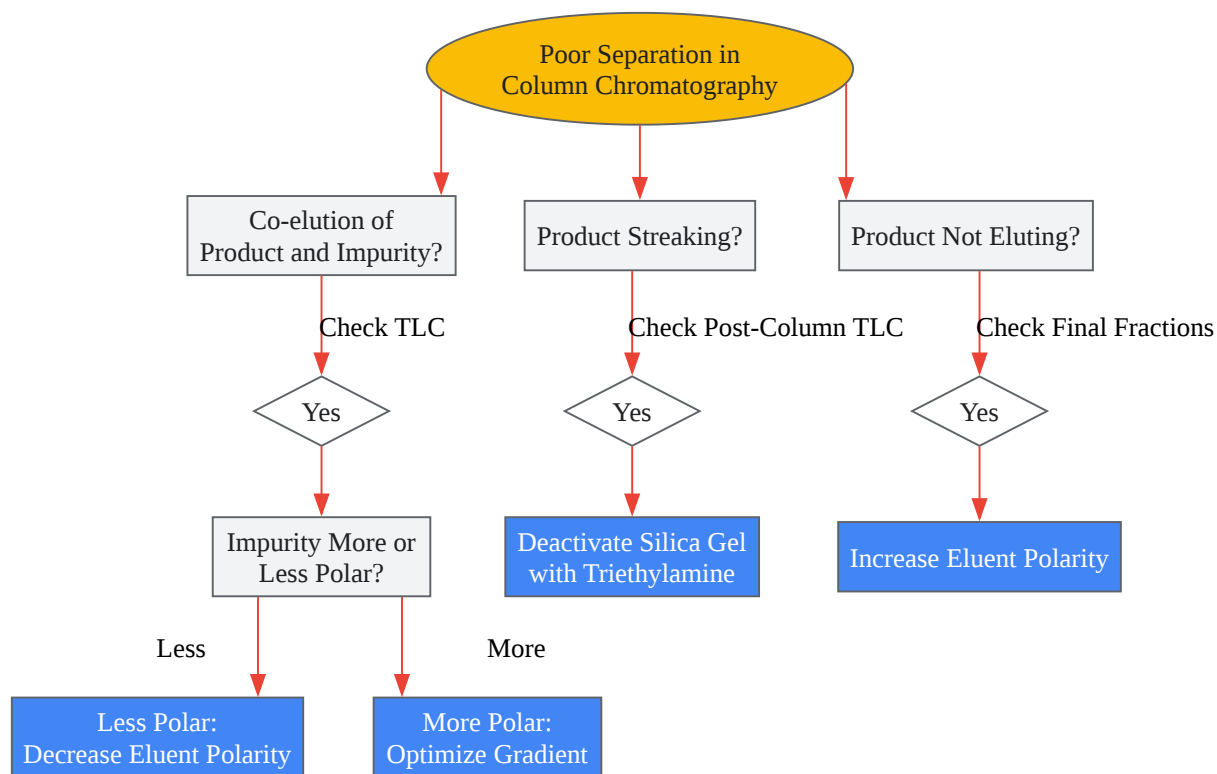 Poor Separation in
Column Chromatography
Co-elution of
Product and Impurity?
Product Streaking?
Product Not Eluting?
Check TLC
Check Post-Column TLC
Check Final Fractions
Yes
Yes
Yes
Impurity More or
Less Polar?
Deactivate Silica Gel
with Triethylamine
Increase Eluent Polarity
Less
More
Less Polar:
Decrease Eluent Polarity
More Polar:
Optimize Gradient